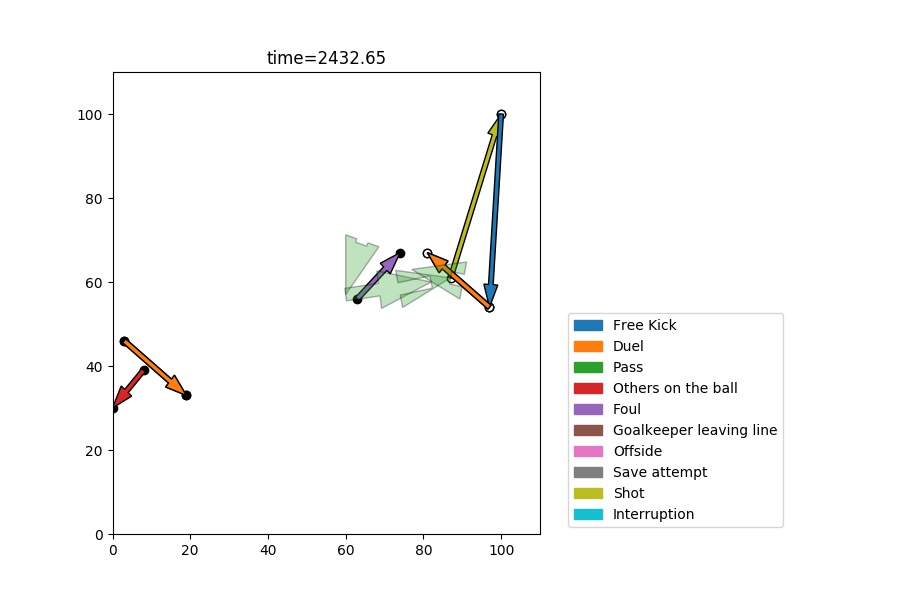 time=2432.65
100
80
60
40
20
0
0 20 40 60 80 100
Free Kick
Duel
Pass
Others on the ball
Foul
Goalkeeper leaving line
Offside
Save attempt
Shot
Interruption